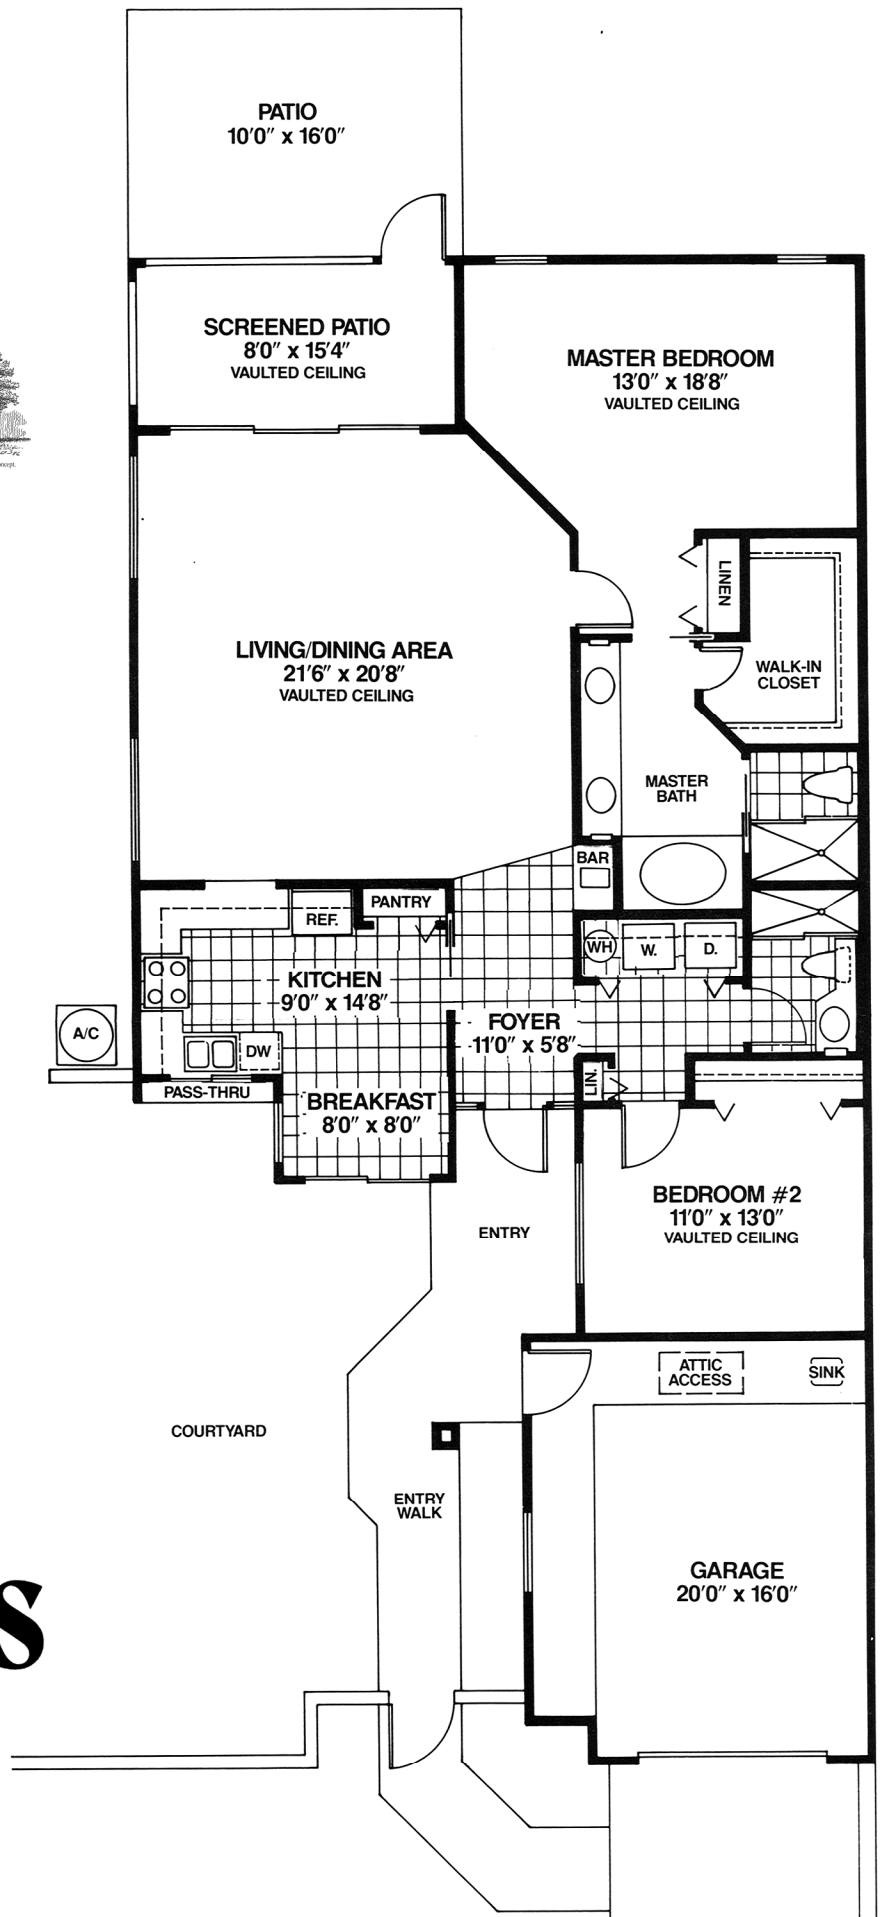 PATIO
10'0" x 16'0"
SCREENED PATIO
8'0" x 15'4"
VAULTED CEILING
MASTER BEDROOM
13'0" x 18'8"
VAULTED CEILING
LINEN
LIVING/DINING AREA
21'6" x 20'8"
VAULTED CEILING
WALK-IN
CLOSET
MASTER
BATH
BAR
PANTRY
REF.
WH
W.
D.
KITCHEN
9'0" x 14'8"
FOYER
11'0" x 5'8"
A/C
DW
PASS-THRU
LIN.
BREAKFAST
8'0" x 8'0"
BEDROOM #2
11'0" x 13'0"
VAULTED CEILING
ENTRY
ATTIC
ACCESS
SINK
COURTYARD
ENTRY
WALK
GARAGE
20'0" x 16'0"
s